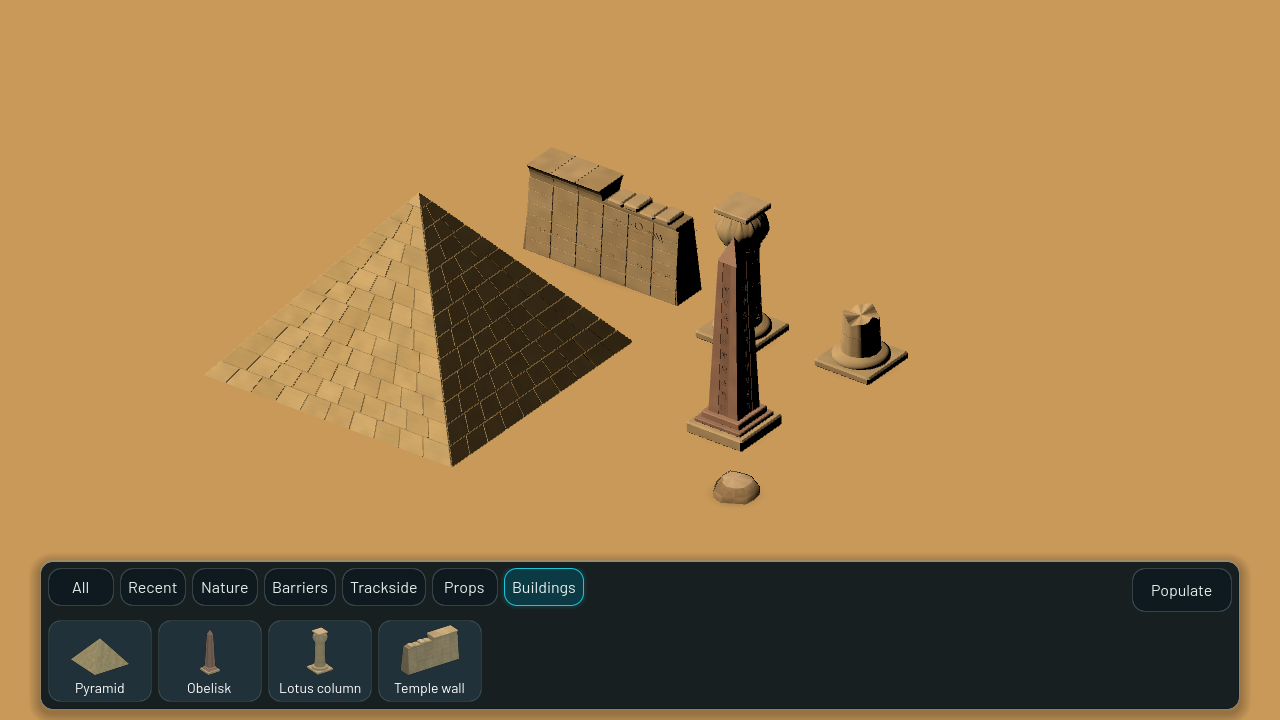 All
Recent
Nature
Barriers
Trackside
Props
Buildings
Populate
Pyramid
Obelisk
Lotus column
Temple wall